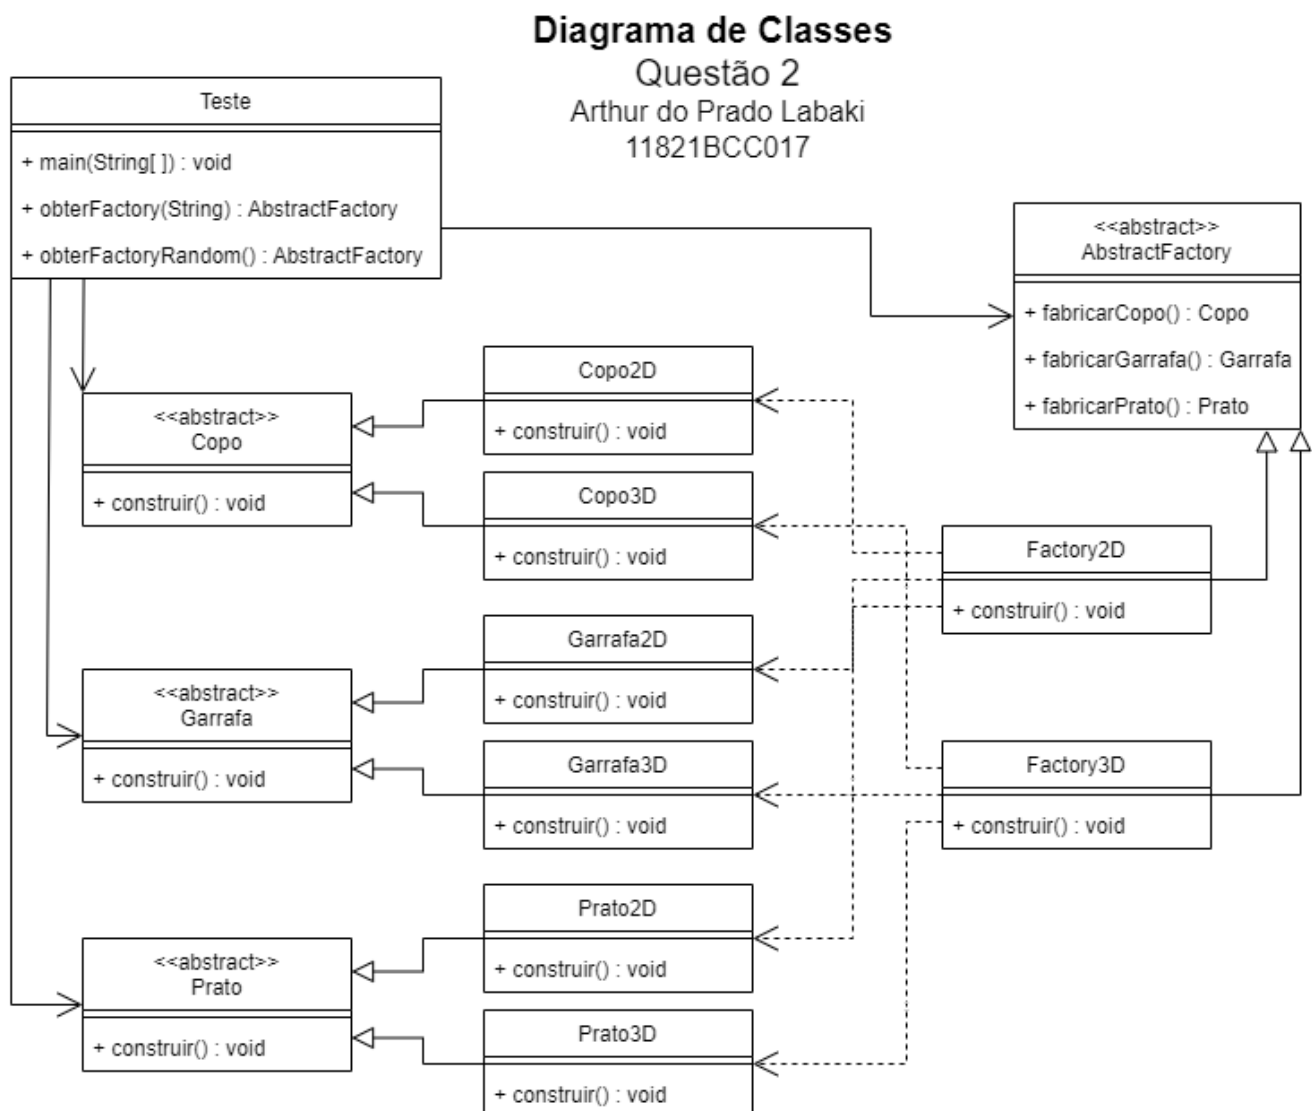 Diagrama de Classes
Questão 2
Arthur do Prado Labaki
11821BCC017
Teste
+ main(String[ ]) : void
+ obterFactory(String) : AbstractFactory
+ obterFactoryRandom() : AbstractFactory
<<abstract>>
AbstractFactory
+ fabricarCopo() : Copo
+ fabricarGarrafa() : Garrafa
+ fabricarPrato() : Prato
<<abstract>>
Copo
+ construir() : void
Copo2D
+ construir() : void
Copo3D
+ construir() : void
Factory2D
+ construir() : void
<<abstract>>
Garrafa
+ construir() : void
Garrafa2D
+ construir() : void
Garrafa3D
+ construir() : void
Factory3D
+ construir() : void
<<abstract>>
Prato
+ construir() : void
Prato2D
+ construir() : void
Prato3D
+ construir() : void